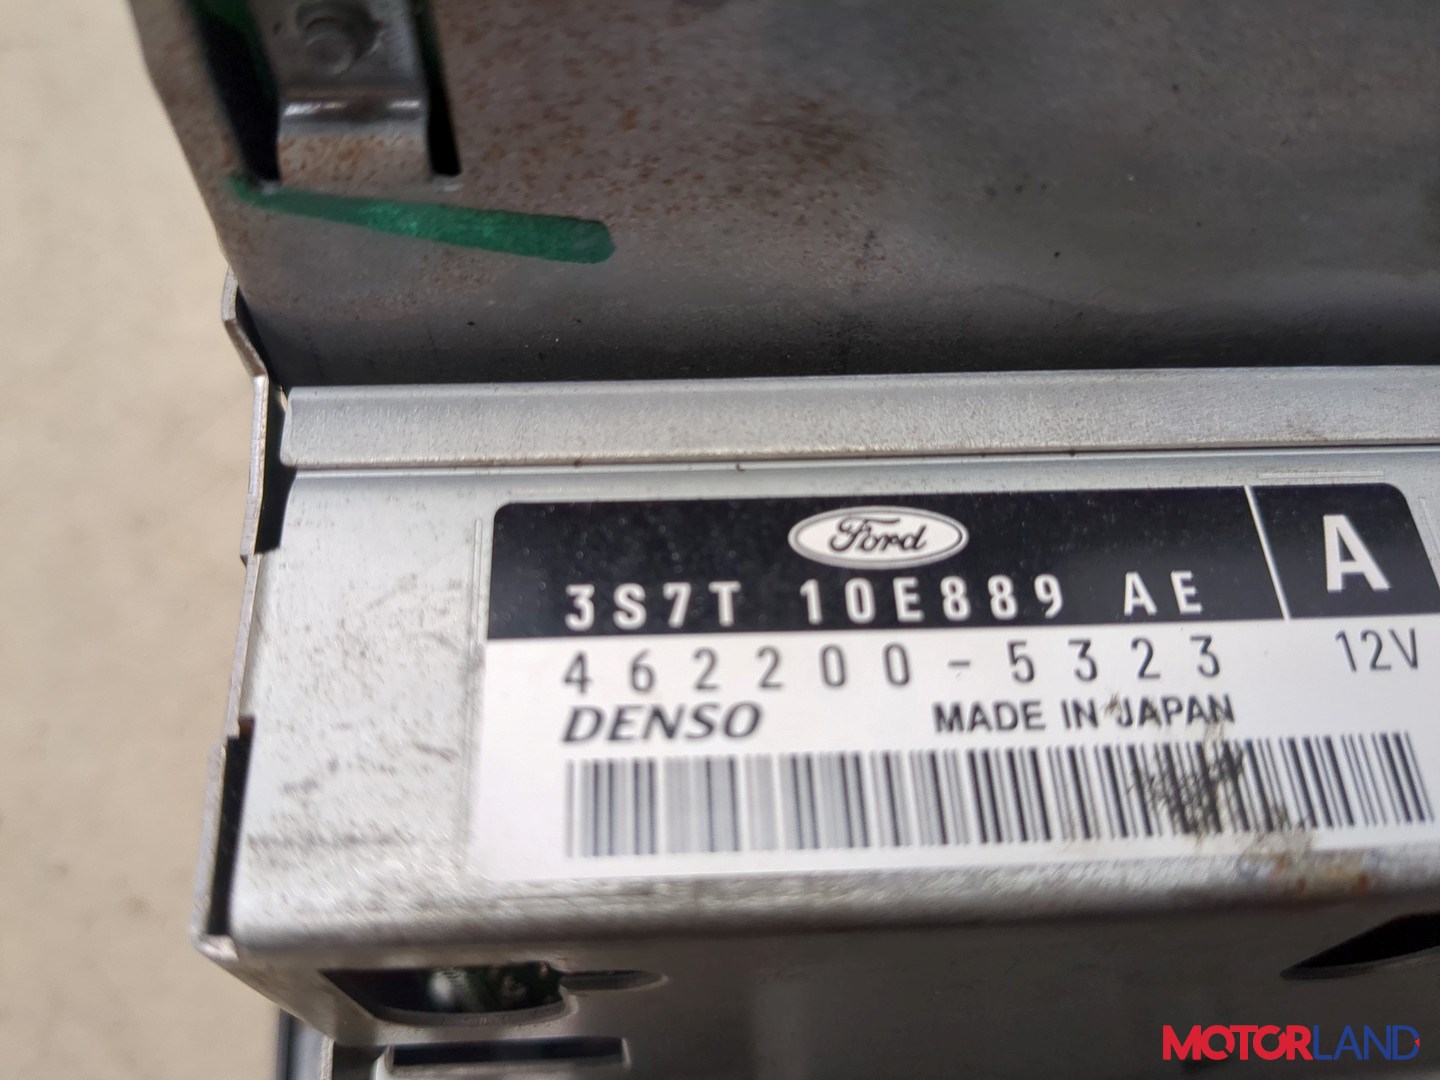 Ford
3S7T 10E889 AE
A
462200-5323
12V
DENSO
MADE IN JAPAN
MOTORLAND